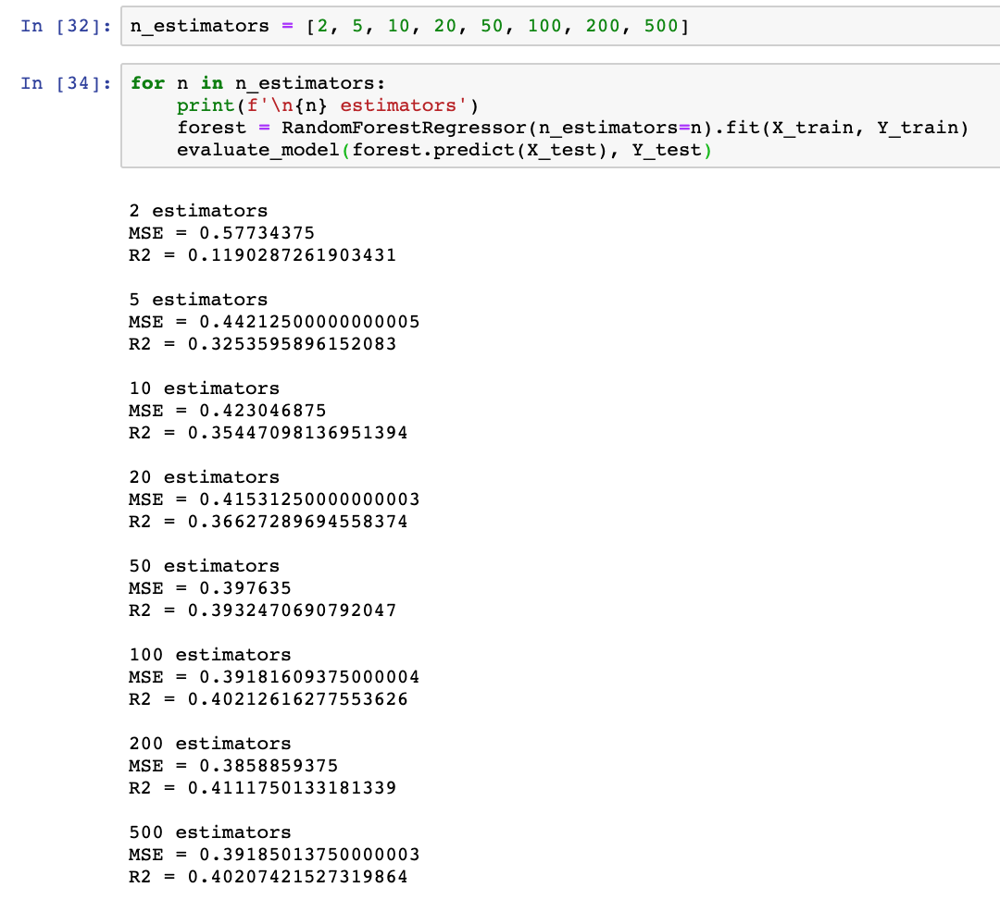 In [32]: n_estimators = [2, 5, 10, 20, 50, 100, 200, 500]
In [34]: for n in n_estimators:
    print(f'\n{n} estimators')
    forest = RandomForestRegressor(n_estimators=n).fit(X_train, Y_train)
    evaluate_model(forest.predict(X_test), Y_test)
2 estimators
MSE = 0.57734375
R2 = 0.1190287261903431
5 estimators
MSE = 0.44212500000000005
R2 = 0.3253595896152083
10 estimators
MSE = 0.423046875
R2 = 0.35447098136951394
20 estimators
MSE = 0.41531250000000003
R2 = 0.36627289694558374
50 estimators
MSE = 0.397635
R2 = 0.3932470690792047
100 estimators
MSE = 0.39181609375000004
R2 = 0.40212616277553626
200 estimators
MSE = 0.3858859375
R2 = 0.4111750133181339
500 estimators
MSE = 0.39185013750000003
R2 = 0.40207421527319864